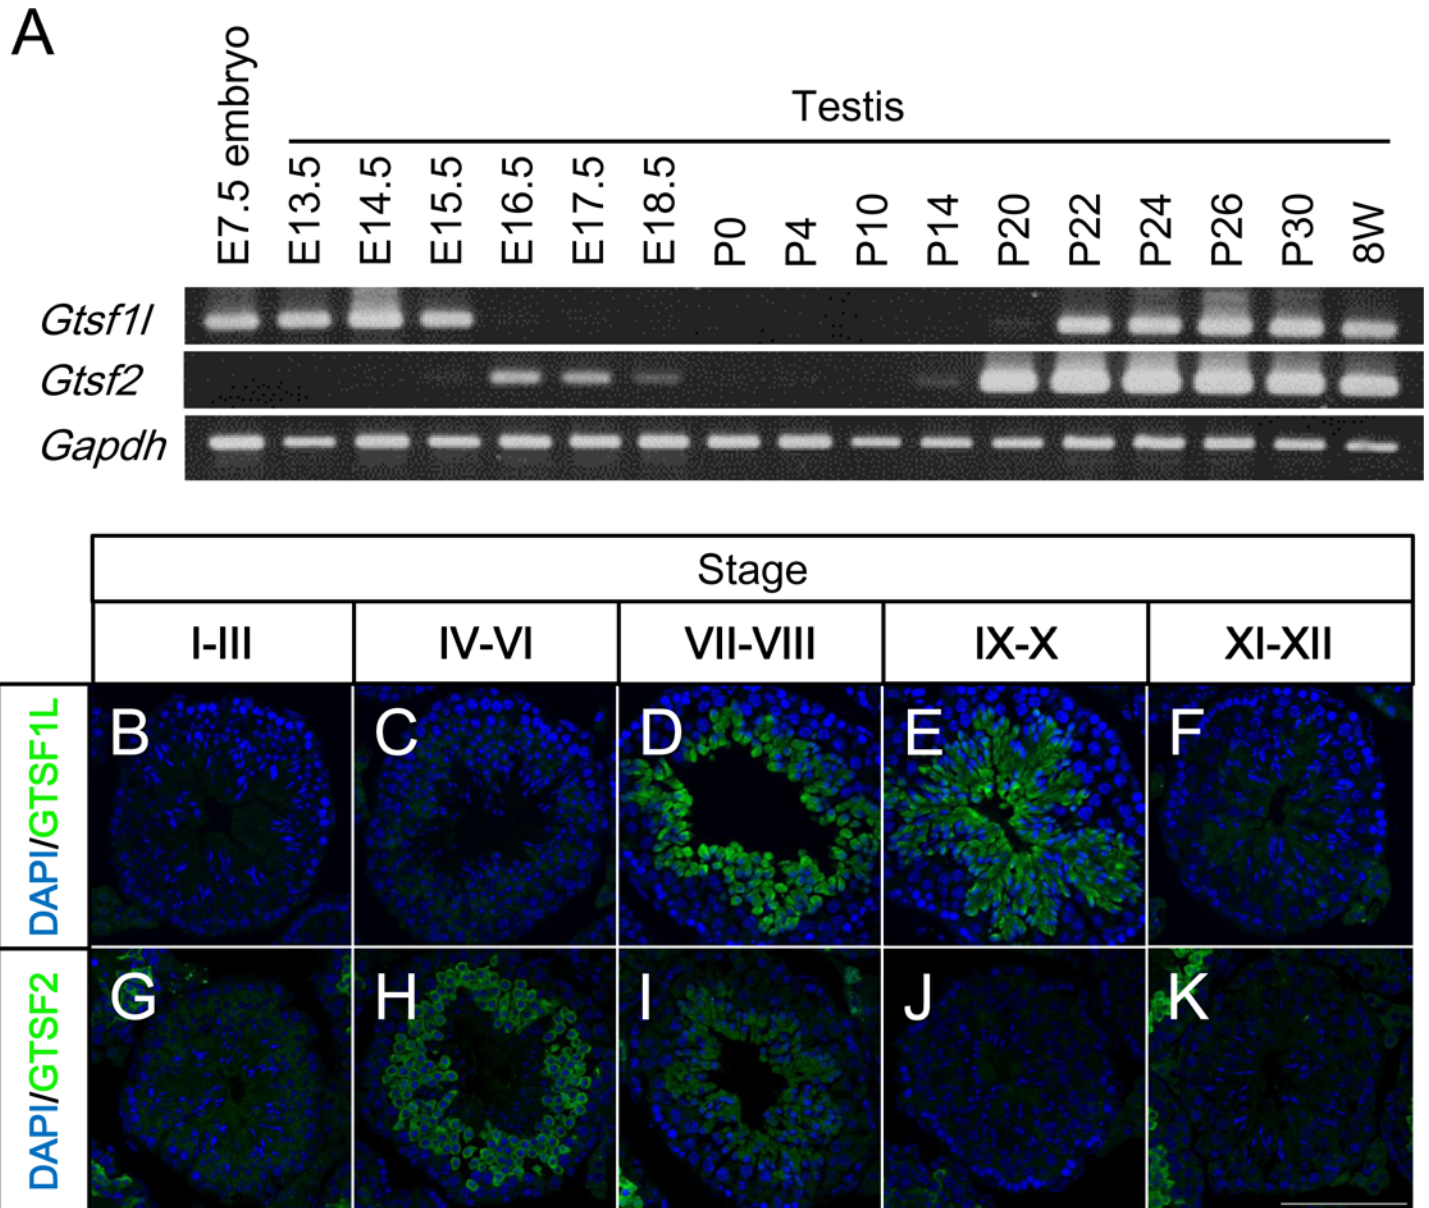 A
E7.5 embryo
Testis
E13.5
E14.5
E15.5
E16.5
E17.5
E18.5
P0
P4
P10
P14
P20
P22
P24
P26
P30
8W
Gtsf1l
Gtsf2
Gapdh
Stage
I-III IV-VI VII-VIII IX-X XI-XII
DAPI/GTSF1L
B C D E F
DAPI/GTSF2
G H I J K